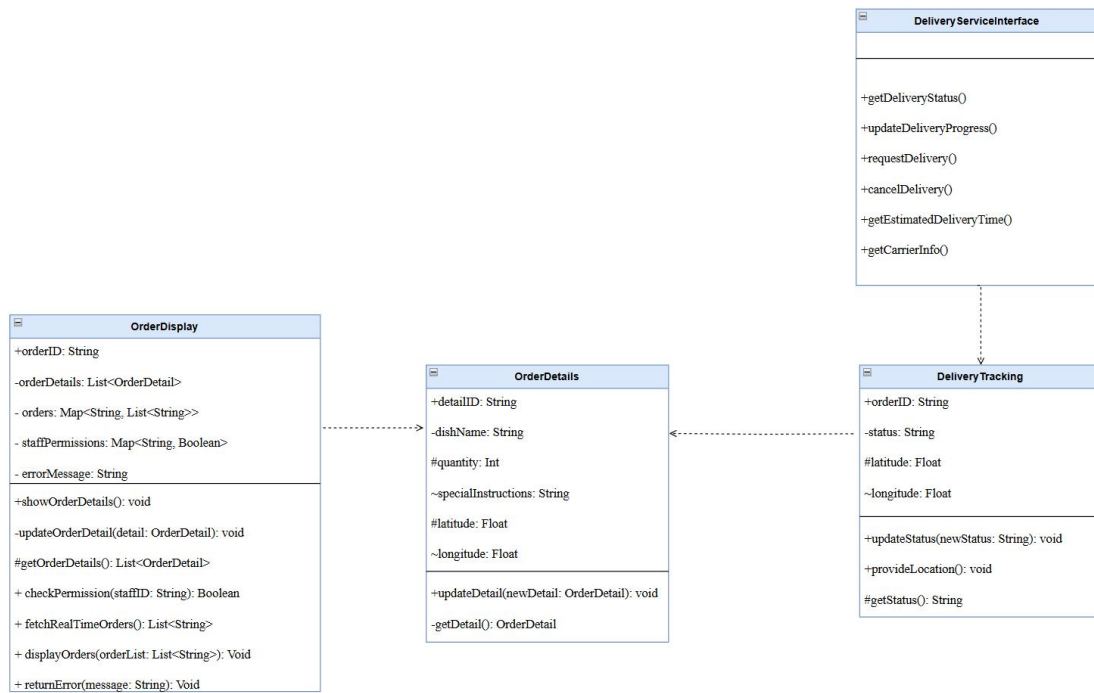 DeliveryServiceInterface
+getDeliveryStatus()
+updateDeliveryProgress()
+requestDelivery()
+cancelDelivery()
+getEstimatedDeliveryTime()
+getCarrierInfo()
OrderDisplay
+orderID: String
-orderDetails: List<OrderDetail>
- orders: Map<String, List<String>>
- staffPermissions: Map<String, Boolean>
- errorMessage: String
+showOrderDetails(): void
-updateOrderDetail(detail: OrderDetail): void
#getOrderDetails(): List<OrderDetail>
+ checkPermission(staffID: String): Boolean
+ fetchRealTimeOrders(): List<String>
+ displayOrders(orderList: List<String>): Void
+ returnError(message: String): Void
OrderDetails
+detailID: String
-dishName: String
#quantity: Int
~specialInstructions: String
#latitude: Float
~longitude: Float
+updateDetail(newDetail: OrderDetail): void
-getDetail(): OrderDetail
DeliveryTracking
+orderID: String
-status: String
#latitude: Float
~longitude: Float
+updateStatus(newStatus: String): void
+provideLocation(): void
#getStatus(): String